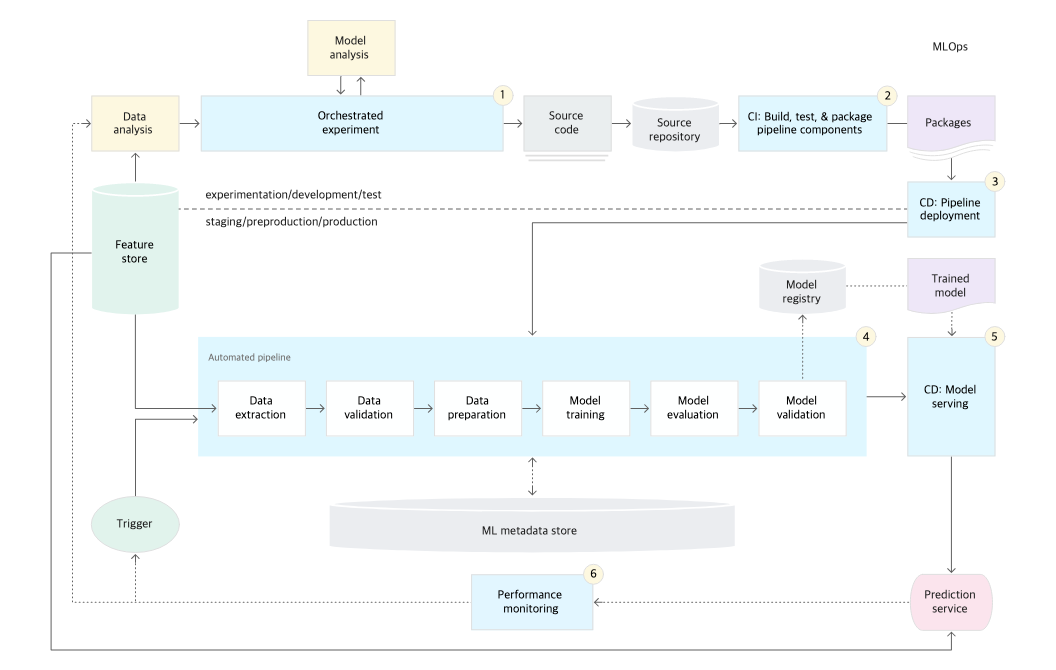 Model
analysis
MLOps
1
2
Data
analysis
Orchestrated
experiment
Source
code
Source
repository
CI: Build, test, & package
pipeline components
Packages
3
experimentation/development/test
staging/preproduction/production
CD: Pipeline
deployment
Feature
store
Model
registry
Trained
model
4
5
Automated pipeline
Data
extraction
Data
validation
Data
preparation
Model
training
Model
evaluation
Model
validation
CD: Model
serving
Trigger
ML metadata store
6
Performance
monitoring
Prediction
service